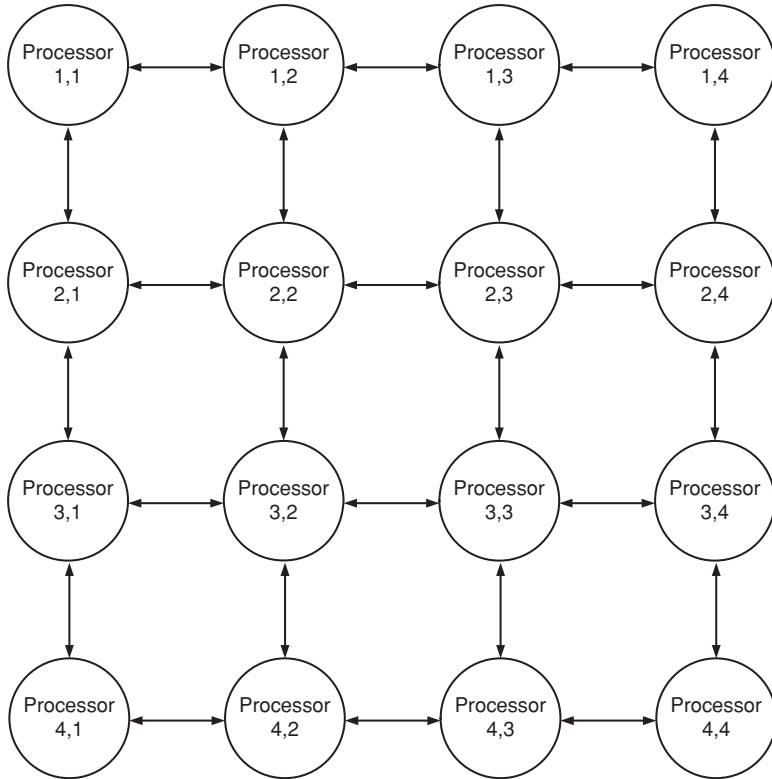 Processor
1,1
Processor
1,2
Processor
1,3
Processor
1,4
Processor
2,1
Processor
2,2
Processor
2,3
Processor
2,4
Processor
3,1
Processor
3,2
Processor
3,3
Processor
3,4
Processor
4,1
Processor
4,2
Processor
4,3
Processor
4,4